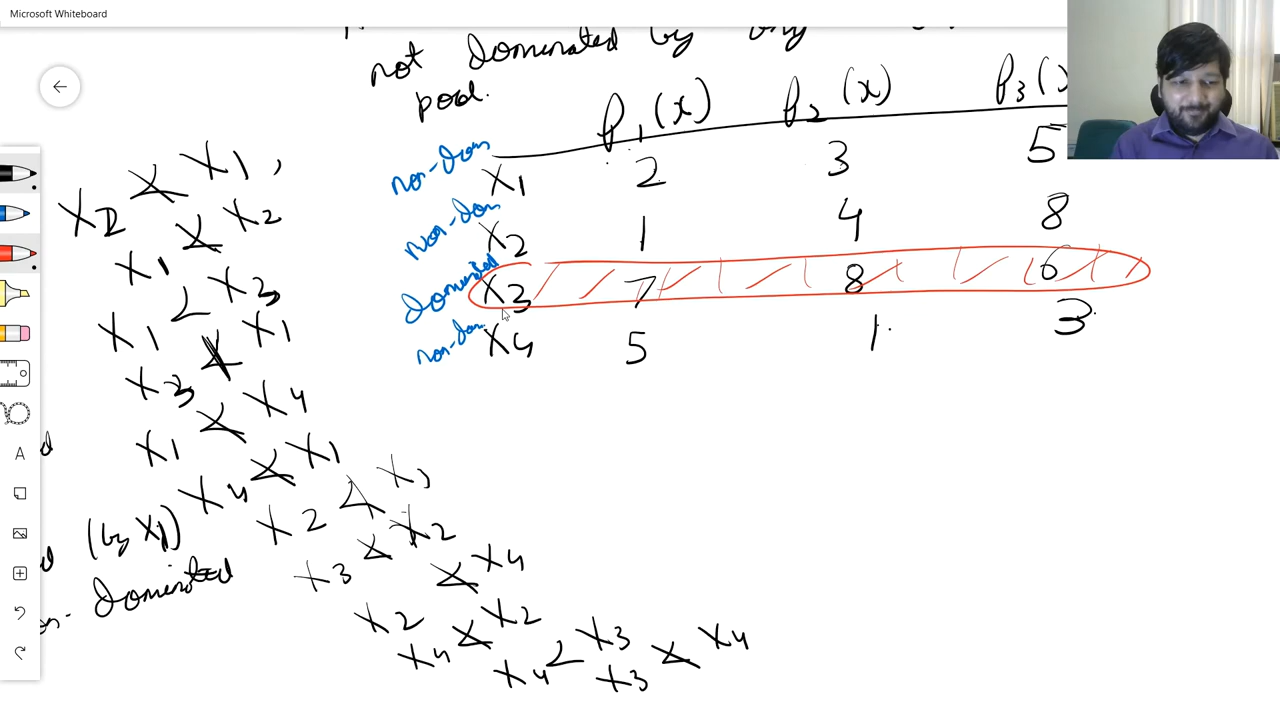 Microsoft Whiteboard
not dominated by any
pool.
f1(x) f2(x) f3(x)
non-dom X1 2 3 5
non-dom X2 1 4 8
dominated X3 7 8 6
non-dom X4 5 1 3
X2 ≮ X1,
X1 ≮ X2
X1 < X3
X3 ≮ X1
X1 ≮ X4
X4 ≮ X1
X2 ≮ X3
X3 ≮ X2
X2 ≮ X4
X4 ≮ X2
X4 < X3
X3 ≮ X4
(by X1)
dominated
A